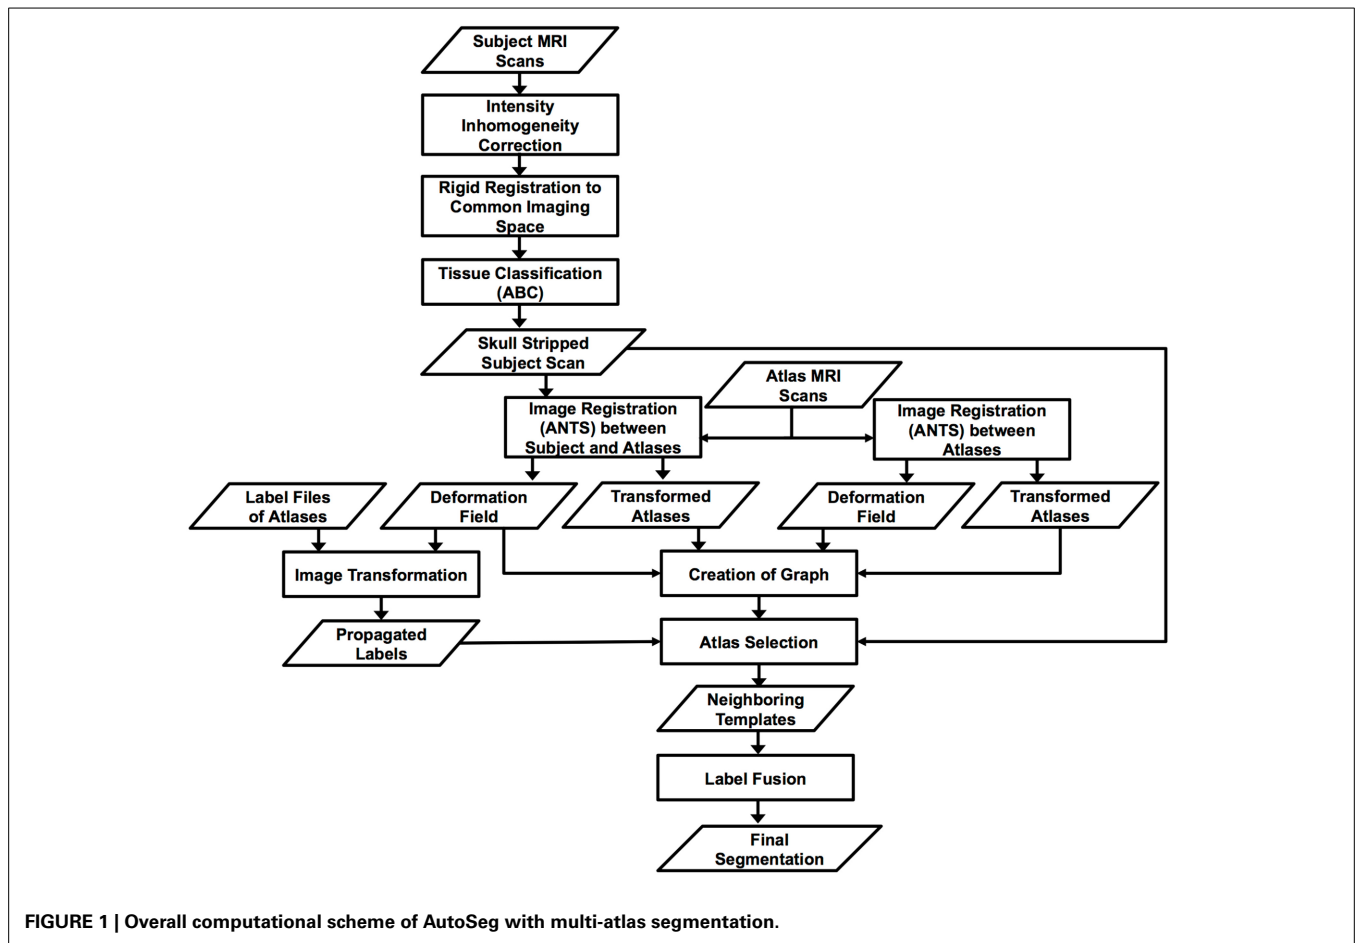 Subject MRI
Scans
Intensity
Inhomogeneity
Correction
Rigid Registration to
Common Imaging
Space
Tissue Classification
(ABC)
Skull Stripped
Subject Scan
Atlas MRI
Scans
Image Registration
(ANTS) between
Subject and Atlases
Image Registration
(ANTS) between
Atlases
Label Files
of Atlases
Deformation
Field
Transformed
Atlases
Deformation
Field
Transformed
Atlases
Image Transformation
Creation of Graph
Propagated
Labels
Atlas Selection
Neighboring
Templates
Label Fusion
Final
Segmentation
FIGURE 1 | Overall computational scheme of AutoSeg with multi-atlas segmentation.